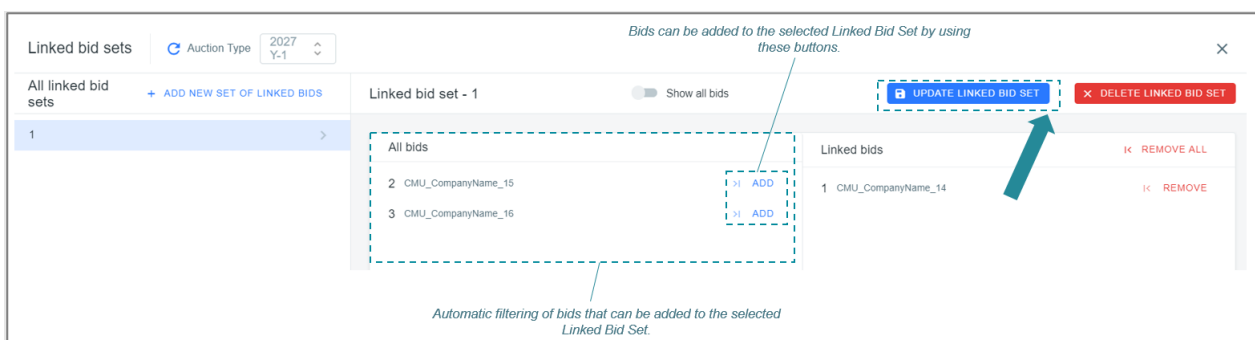 Bids can be added to the selected Linked Bid Set by using
these buttons.
Linked bid sets
Auction Type
2027
Y-1
All linked bid
sets
+ ADD NEW SET OF LINKED BIDS
Linked bid set - 1
Show all bids
UPDATE LINKED BID SET
DELETE LINKED BID SET
1
All bids
2 CMU_CompanyName_15
ADD
3 CMU_CompanyName_16
ADD
Linked bids
REMOVE ALL
1 CMU_CompanyName_14
REMOVE
Automatic filtering of bids that can be added to the selected
Linked Bid Set.